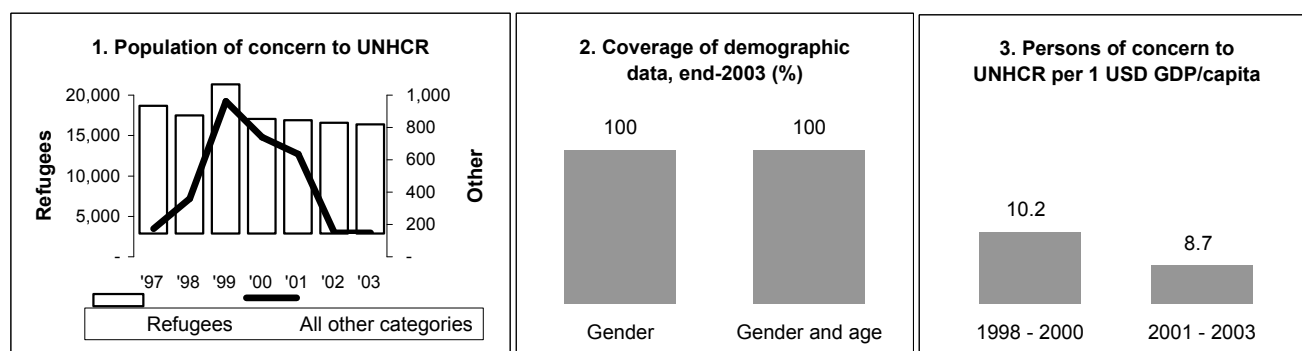 1. Population of concern to UNHCR
20,000
15,000
10,000
5,000
-
Refugees
1,000
800
600
400
200
-
Other
'97 '98 '99 '00 '01 '02 '03
Refugees All other categories
2. Coverage of demographic
data, end-2003 (%)
100 100
Gender Gender and age
3. Persons of concern to
UNHCR per 1 USD GDP/capita
10.2
8.7
1998 - 2000 2001 - 2003